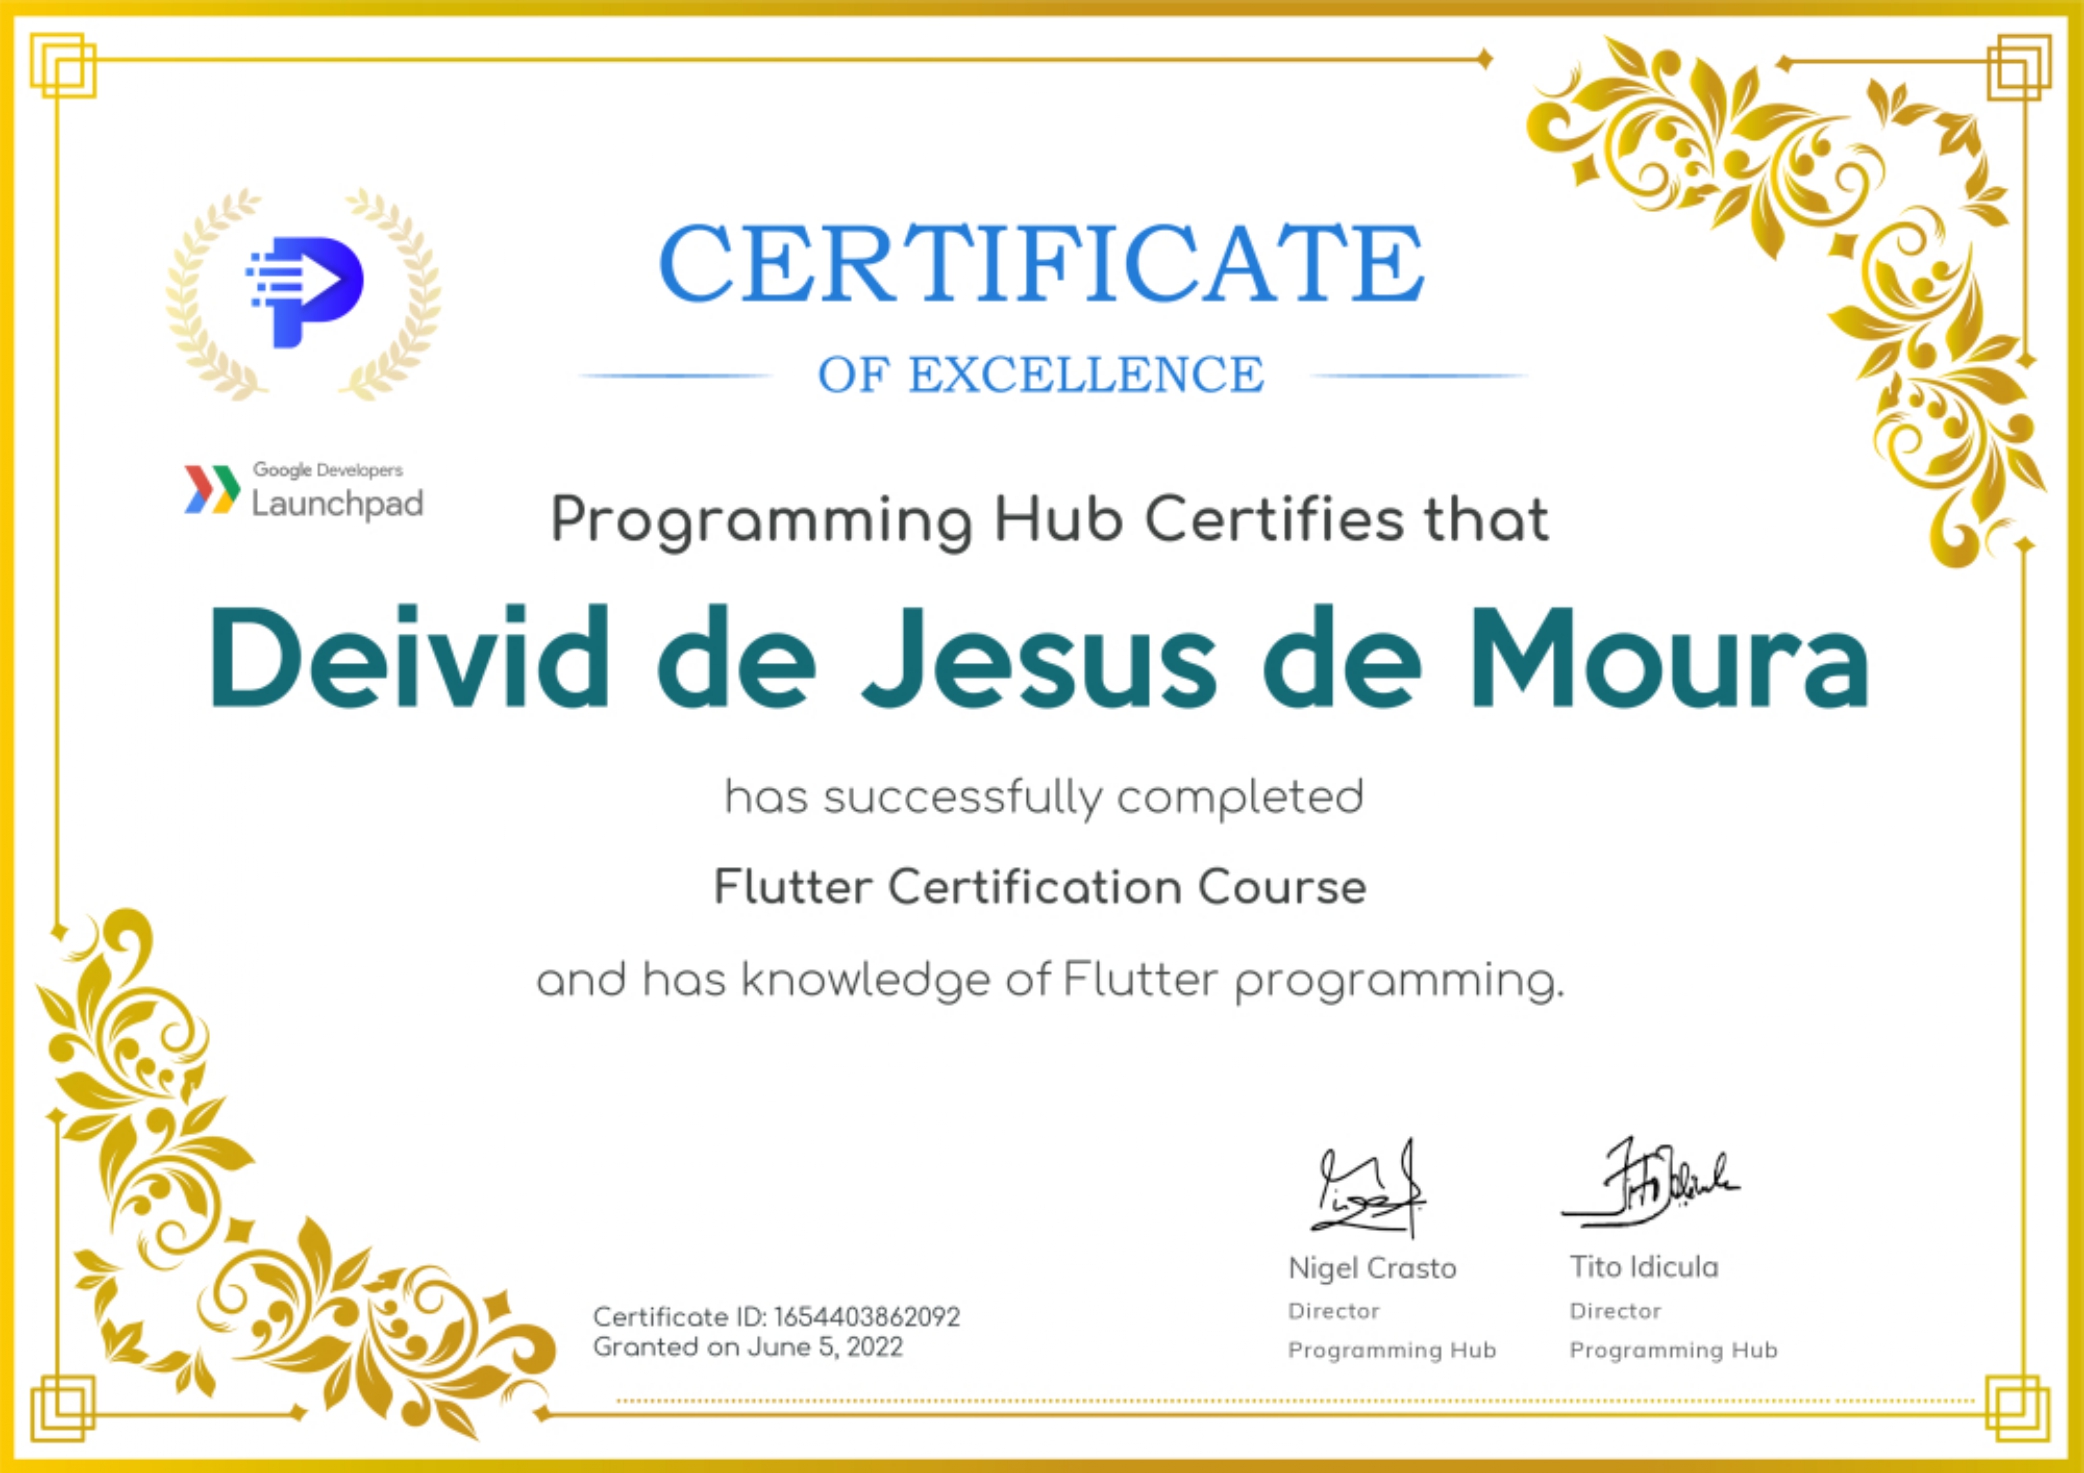 CERTIFICATE
OF EXCELLENCE
Google Developers
Launchpad
Programming Hub Certifies that
Deivid de Jesus de Moura
has successfully completed
Flutter Certification Course
and has knowledge of Flutter programming.
Certificate ID: 1654403862092
Granted on June 5, 2022
Nigel Crasto
Director
Programming Hub
Tito Idicula
Director
Programming Hub